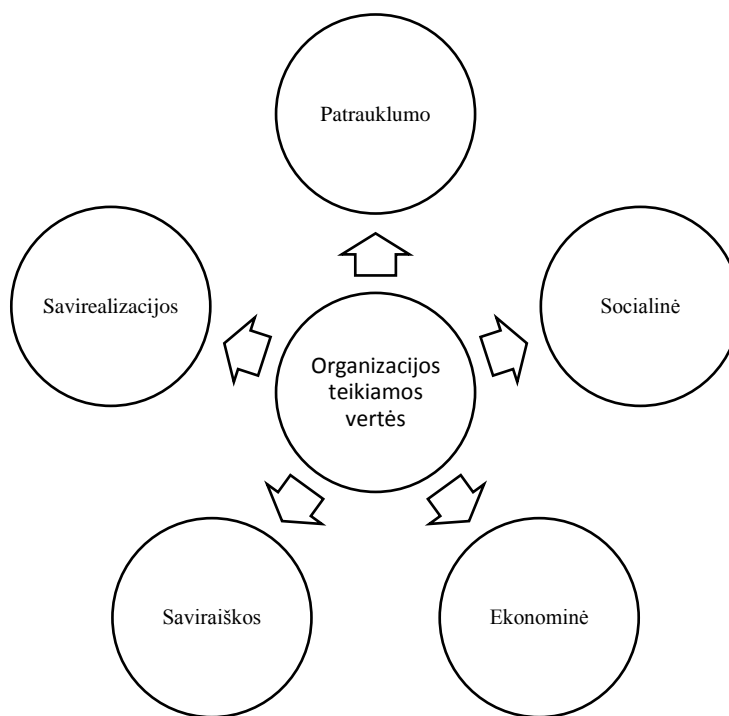 Patrauklumo
Savirealizacijos
Socialinė
Organizacijos
teikiamos
vertės
Saviraiškos
Ekonominė